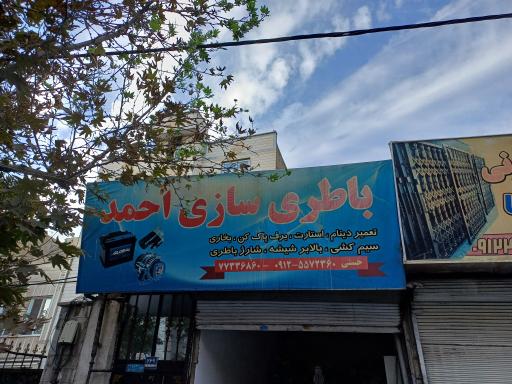 باطری سازی احمد
تعمیر دینام ، استارت ، برف پاک کن ، بخاری
سیم کشی ، بالابر شیشه ، شارژ باطری
حسنی ۵۵۷۲۳۶۰-۰۹۱۲ - ۷۷۳۳۶۸۶۰